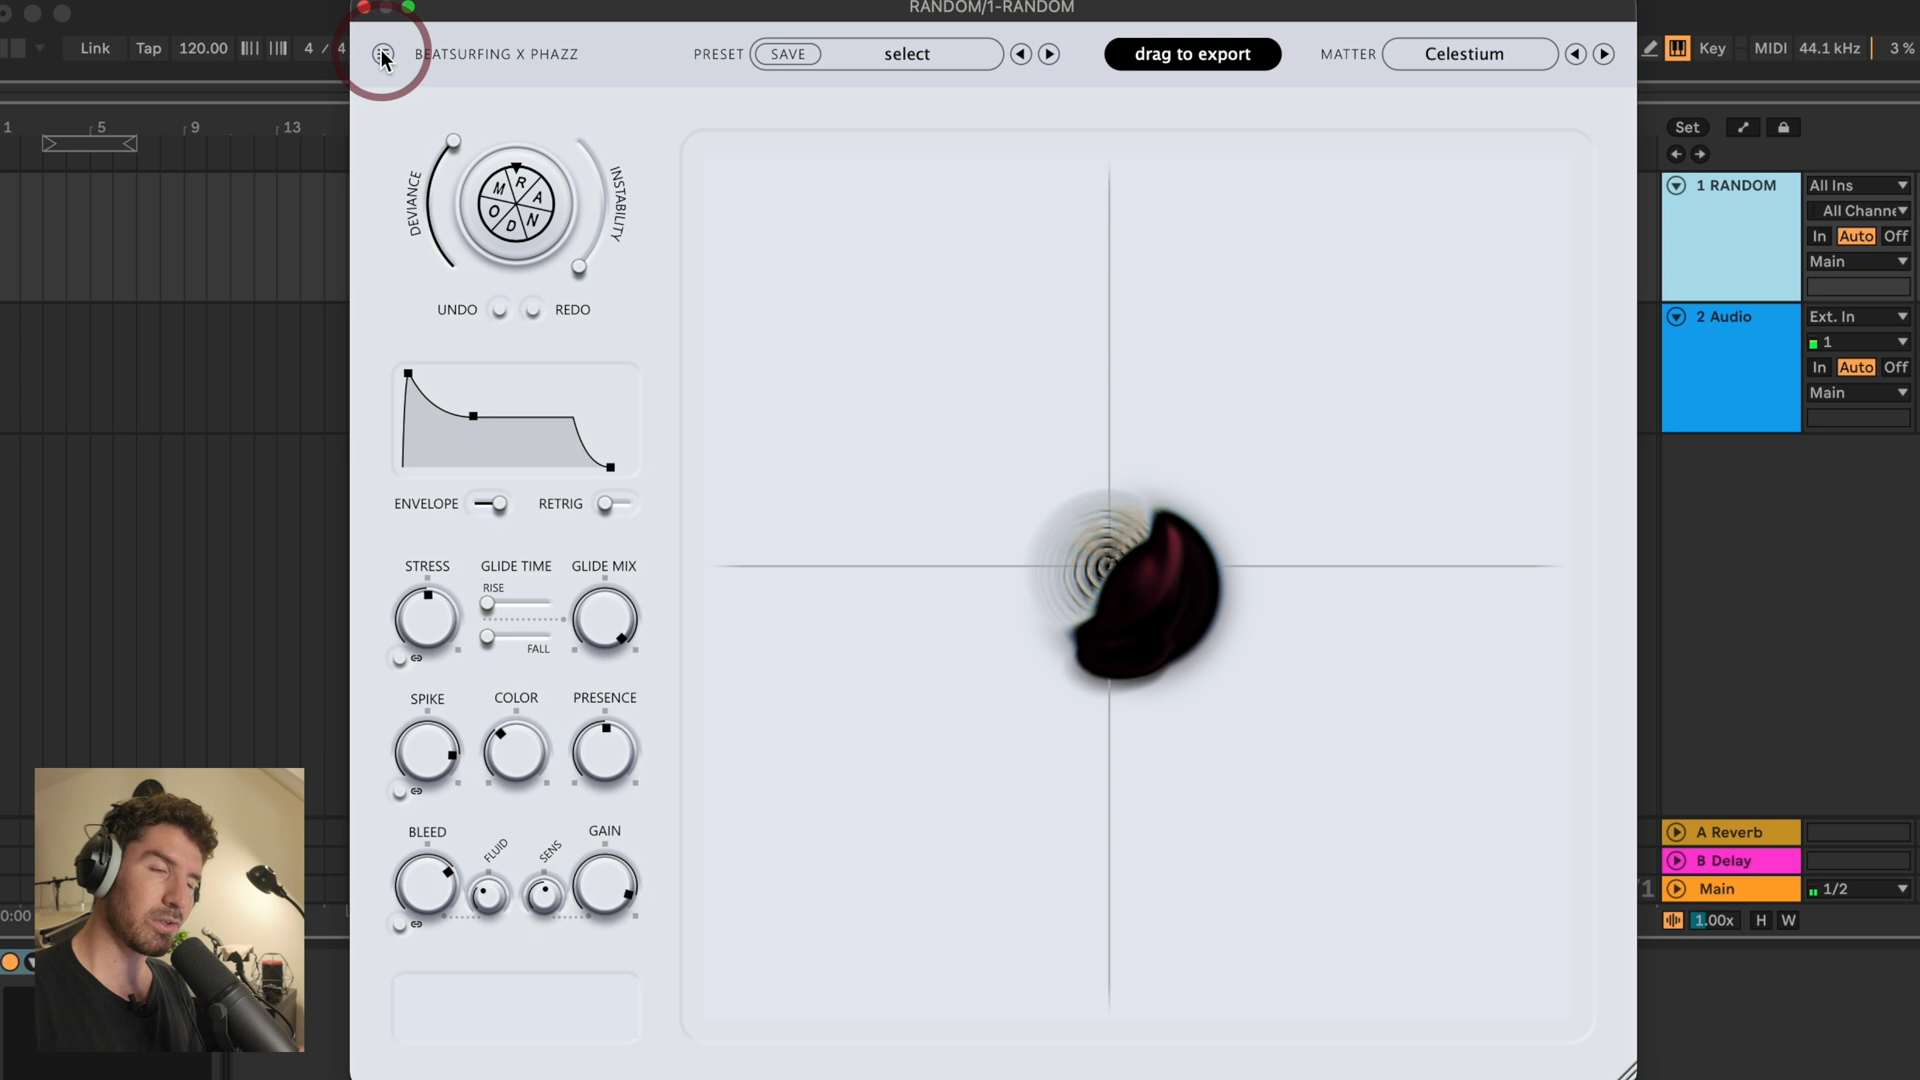 RANDOM/1-RANDOM
Link Tap 120.00 4 / 4
BEATSURFING X PHAZZ
PRESET SAVE select
drag to export
MATTER Celestium
Key MIDI 44.1 kHz 3 %
1 5 9 13
Set
DEVIANCE
INSTABILITY
R A N D O M
UNDO REDO
1 RANDOM
All Ins
All Channe
In Auto Off
Main
2 Audio
Ext. In
1
In Auto Off
Main
ENVELOPE RETRIG
STRESS GLIDE TIME GLIDE MIX
RISE
FALL
SPIKE COLOR PRESENCE
BLEED FLUID SENS GAIN
A Reverb
B Delay
Main 1/2
1.00x H W